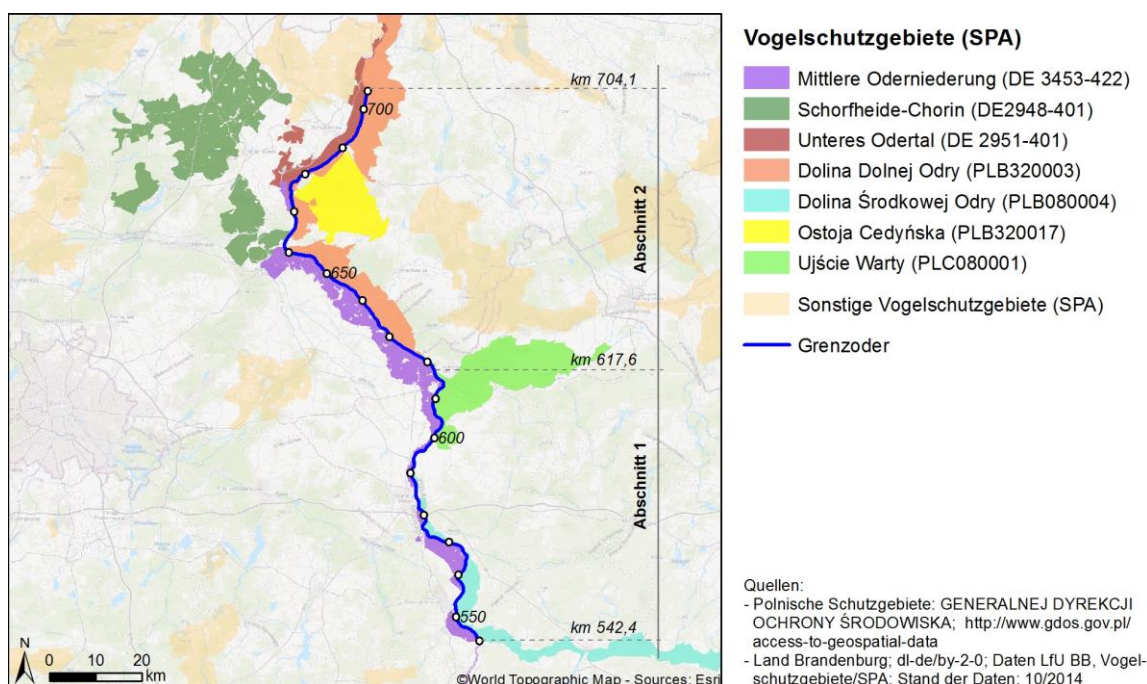 km 704,1
700
Abschnitt 2
650
km 617,6
600
Abschnitt 1
550
km 542,4
N
0 10 20
km
©World Topographic Map - Sources: Esri
Vogelschutzgebiete (SPA)
Mittlere Oderniederung (DE 3453-422)
Schorfheide-Chorin (DE2948-401)
Unteres Odertal (DE 2951-401)
Dolina Dolnej Odry (PLB320003)
Dolina Środkowej Odry (PLB080004)
Ostoja Cedyńska (PLB320017)
Ujście Warty (PLC080001)
Sonstige Vogelschutzgebiete (SPA)
Grenzoder
Quellen:
- Polnische Schutzgebiete: GENERALNEJ DYREKCJI
OCHRONY ŚRODOWISKA; http://www.gdos.gov.pl/
access-to-geospatial-data
- Land Brandenburg; dl-de/by-2-0; Daten LfU BB, Vogel-
schutzgebiete/SPA; Stand der Daten: 10/2014